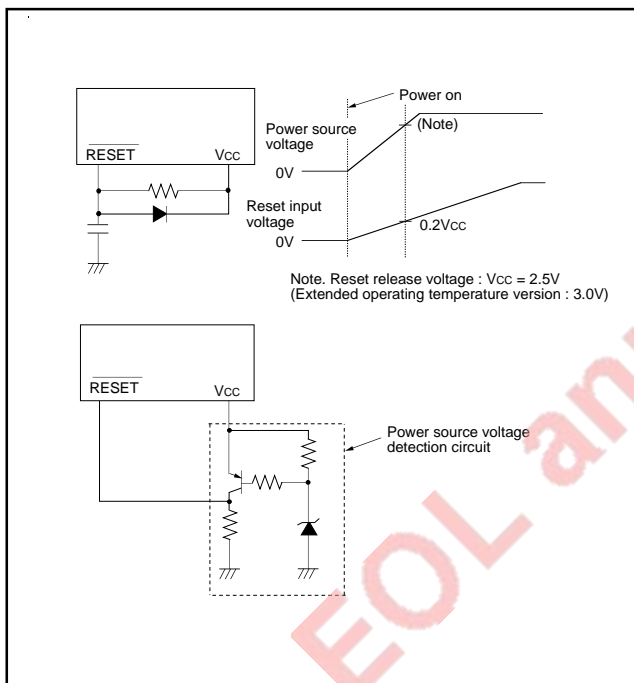 Power on
(Note)
Power source
voltage
0V
RESET
VCC
Reset input
voltage
0V
0.2VCC
Note. Reset release voltage : VCC = 2.5V
(Extended operating temperature version : 3.0V)
RESET
VCC
Power source voltage
detection circuit
EOL an